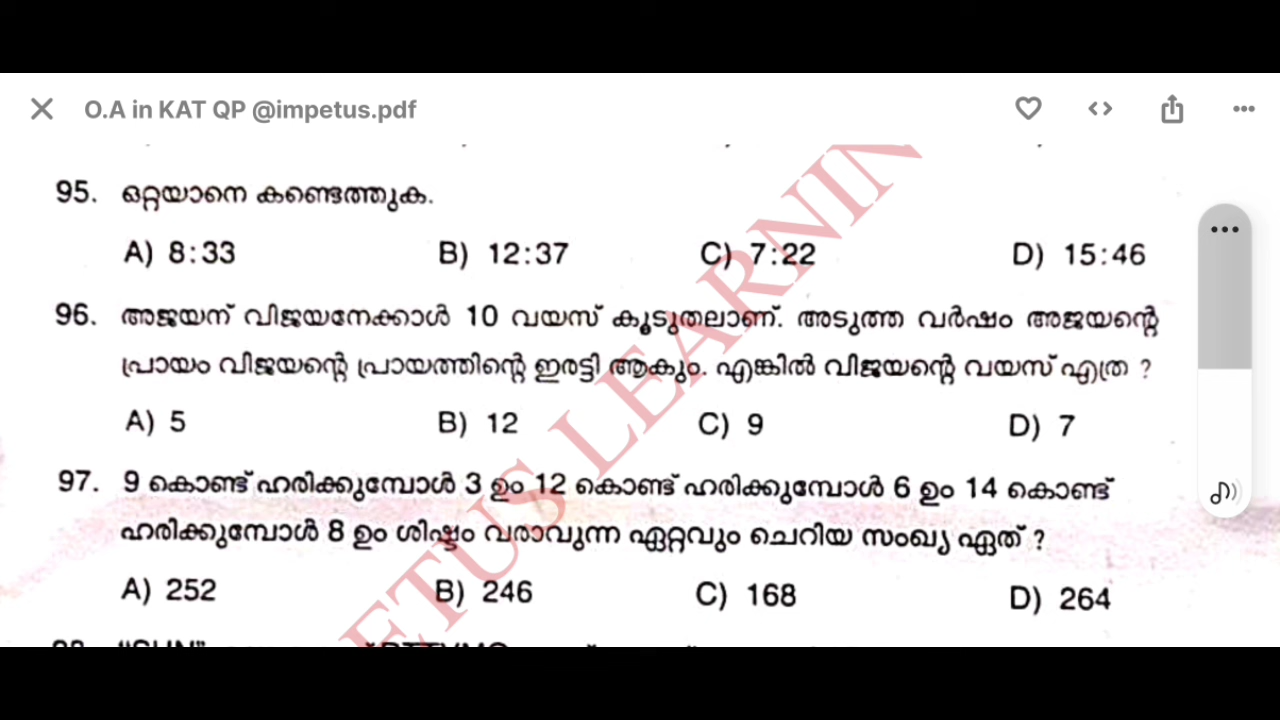 O.A in KAT QP @impetus.pdf
95. ഒറ്റയാനെ കണ്ടെത്തുക.
A) 8:33 B) 12:37 C) 7:22 D) 15:46
96. അജയന് വിജയനേക്കാൾ 10 വയസ് കൂടുതലാണ്. അടുത്ത വർഷം അജയന്റെ
പ്രായം വിജയന്റെ പ്രായത്തിന്റെ ഇരട്ടി ആകും. എങ്കിൽ വിജയന്റെ വയസ് എത്ര ?
A) 5 B) 12 C) 9 D) 7
97. 9 കൊണ്ട് ഹരിക്കുമ്പോൾ 3 ഉം 12 കൊണ്ട് ഹരിക്കുമ്പോൾ 6 ഉം 14 കൊണ്ട്
ഹരിക്കുമ്പോൾ 8 ഉം ശിഷ്ടം വരാവുന്ന ഏറ്റവും ചെറിയ സംഖ്യ ഏത് ?
A) 252 B) 246 C) 168 D) 264
ETUS LEARNIN